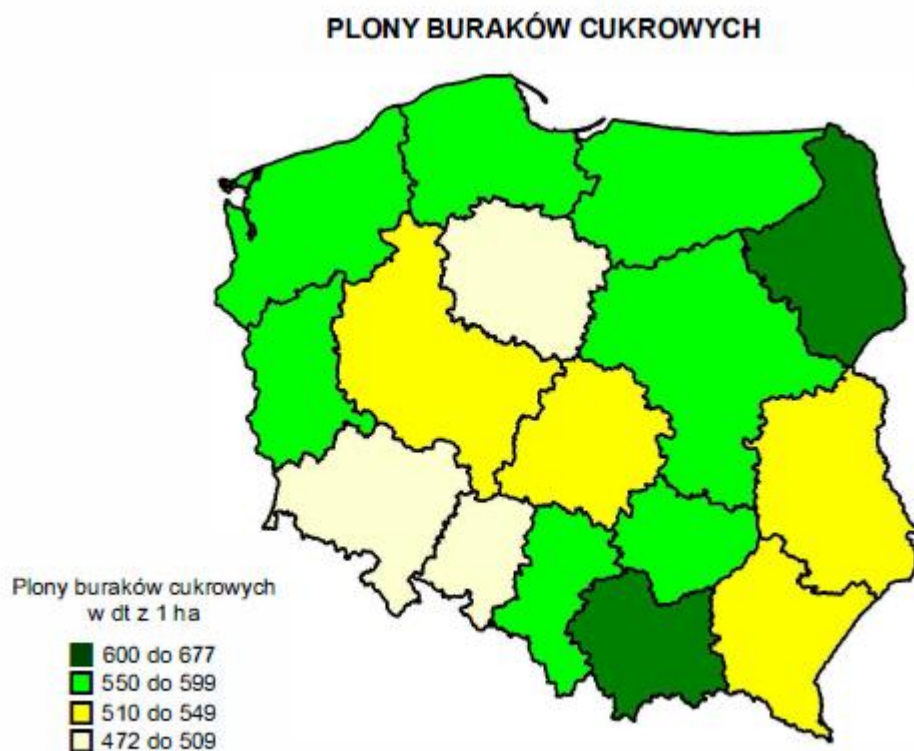 PLONY BURAKÓW CUKROWYCH
Plony buraków cukrowych
w dt z 1 ha
600 do 677
550 do 599
510 do 549
472 do 509